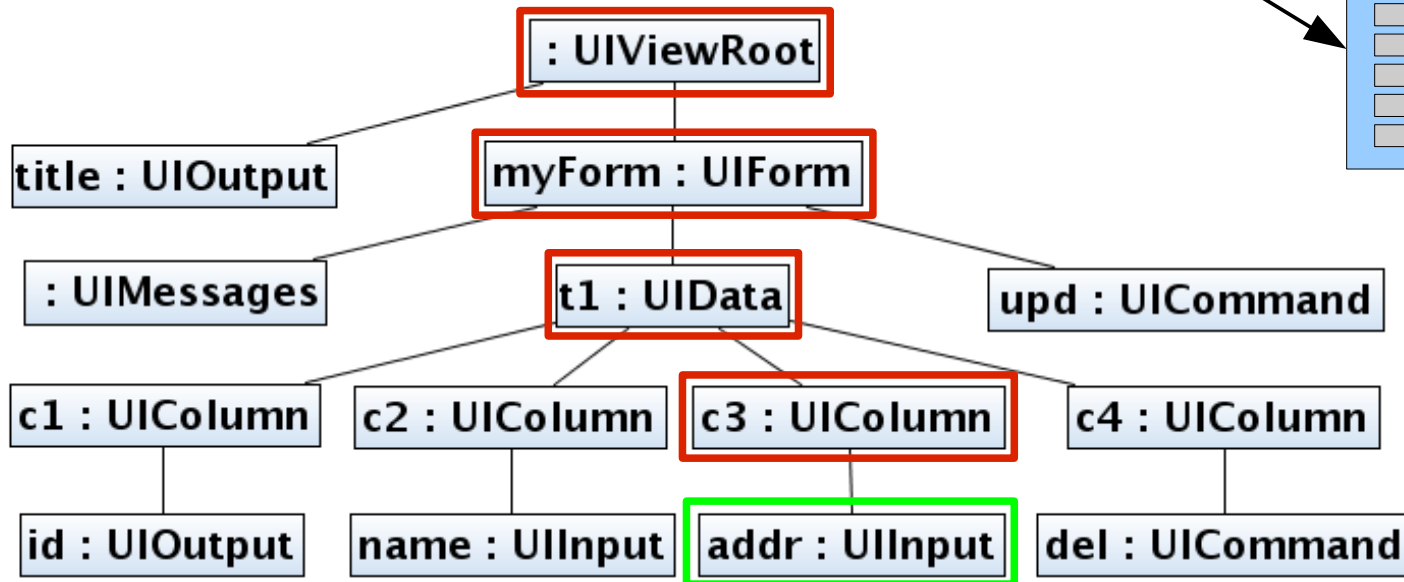 : UIViewRoot
title : UIOutput
myForm : UIForm
: UIMessages
t1 : UIData
upd : UICommand
c1 : UIColumn
c2 : UIColumn
c3 : UIColumn
c4 : UIColumn
id : UIOutput
name : UIInput
addr : UIInput
del : UICommand